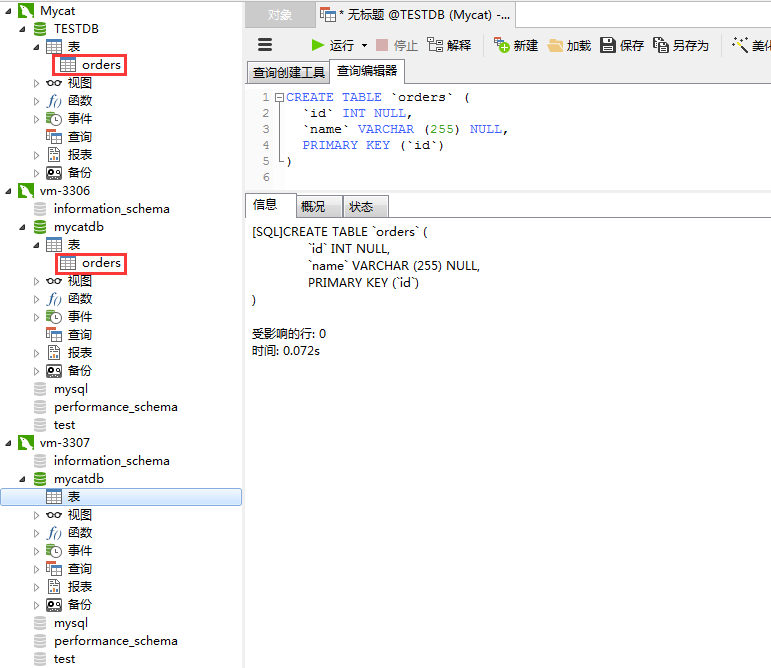 Mycat
TESTDB
表
orders
视图
函数
事件
查询
报表
备份
vm-3306
information_schema
mycatdb
表
orders
视图
函数
事件
查询
报表
备份
mysql
performance_schema
test
vm-3307
information_schema
mycatdb
表
视图
函数
事件
查询
报表
备份
mysql
performance_schema
test
对象 * 无标题 @TESTDB (Mycat) -...
运行 停止 解释 新建 加载 保存 另存为 美化
查询创建工具 查询编辑器
1 CREATE TABLE `orders` (
2 `id` INT NULL,
3 `name` VARCHAR (255) NULL,
4 PRIMARY KEY (`id`)
5 )
6
信息 概况 状态
[SQL]CREATE TABLE `orders` (
`id` INT NULL,
`name` VARCHAR (255) NULL,
PRIMARY KEY (`id`)
)
受影响的行: 0
时间: 0.072s